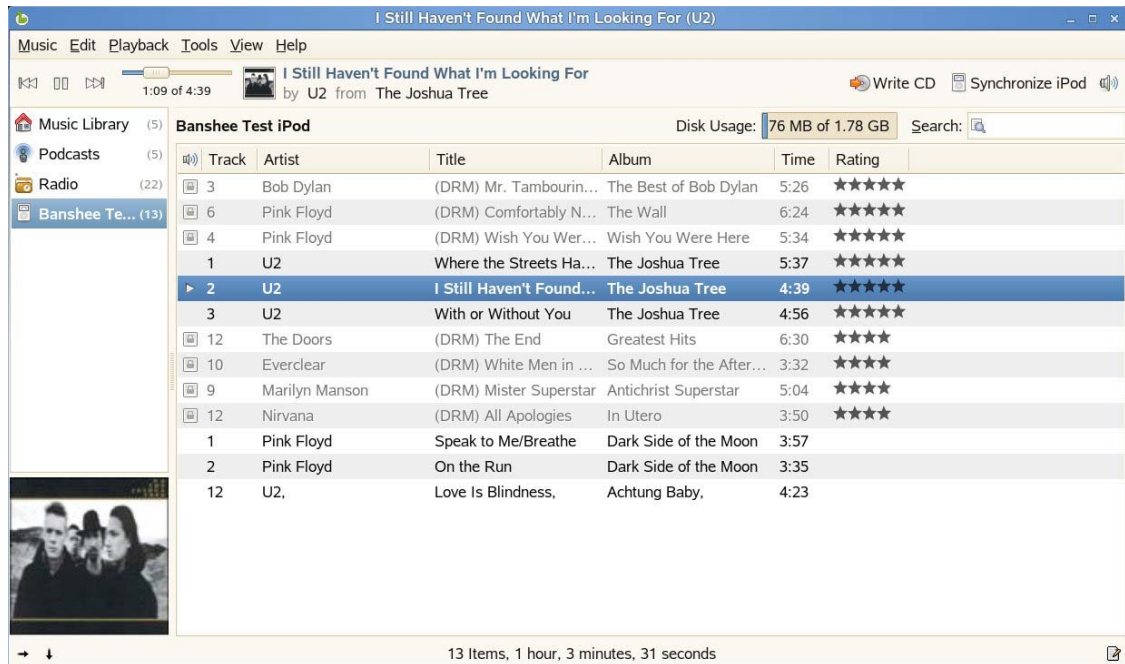 I Still Haven't Found What I'm Looking For (U2)
Music Edit Playback Tools View Help
1:09 of 4:39
I Still Haven't Found What I'm Looking For
by U2 from The Joshua Tree
Write CD
Synchronize iPod
Music Library (5)
Podcasts (5)
Radio (22)
Banshee Te... (13)
Banshee Test iPod
Disk Usage: 76 MB of 1.78 GB
Search:
Track Artist Title Album Time Rating
3 Bob Dylan (DRM) Mr. Tambourin... The Best of Bob Dylan 5:26
6 Pink Floyd (DRM) Comfortably N... The Wall 6:24
4 Pink Floyd (DRM) Wish You Wer... Wish You Were Here 5:34
1 U2 Where the Streets Ha... The Joshua Tree 5:37
2 U2 I Still Haven't Found... The Joshua Tree 4:39
3 U2 With or Without You The Joshua Tree 4:56
12 The Doors (DRM) The End Greatest Hits 6:30
10 Everclear (DRM) White Men in ... So Much for the After... 3:32
9 Marilyn Manson (DRM) Mister Superstar Antichrist Superstar 5:04
12 Nirvana (DRM) All Apologies In Utero 3:50
1 Pink Floyd Speak to Me/Breathe Dark Side of the Moon 3:57
2 Pink Floyd On the Run Dark Side of the Moon 3:35
12 U2, Love Is Blindness, Achtung Baby, 4:23
13 Items, 1 hour, 3 minutes, 31 seconds